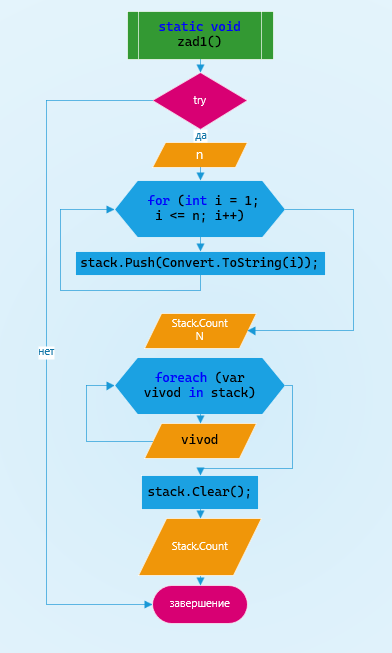 static void
zad1()
try
да
n
for (int i = 1;
i <= n; i++)
stack.Push(Convert.ToString(i));
Stack.Count
N
нет
foreach (var
vivod in stack)
vivod
stack.Clear();
Stack.Count
завершение